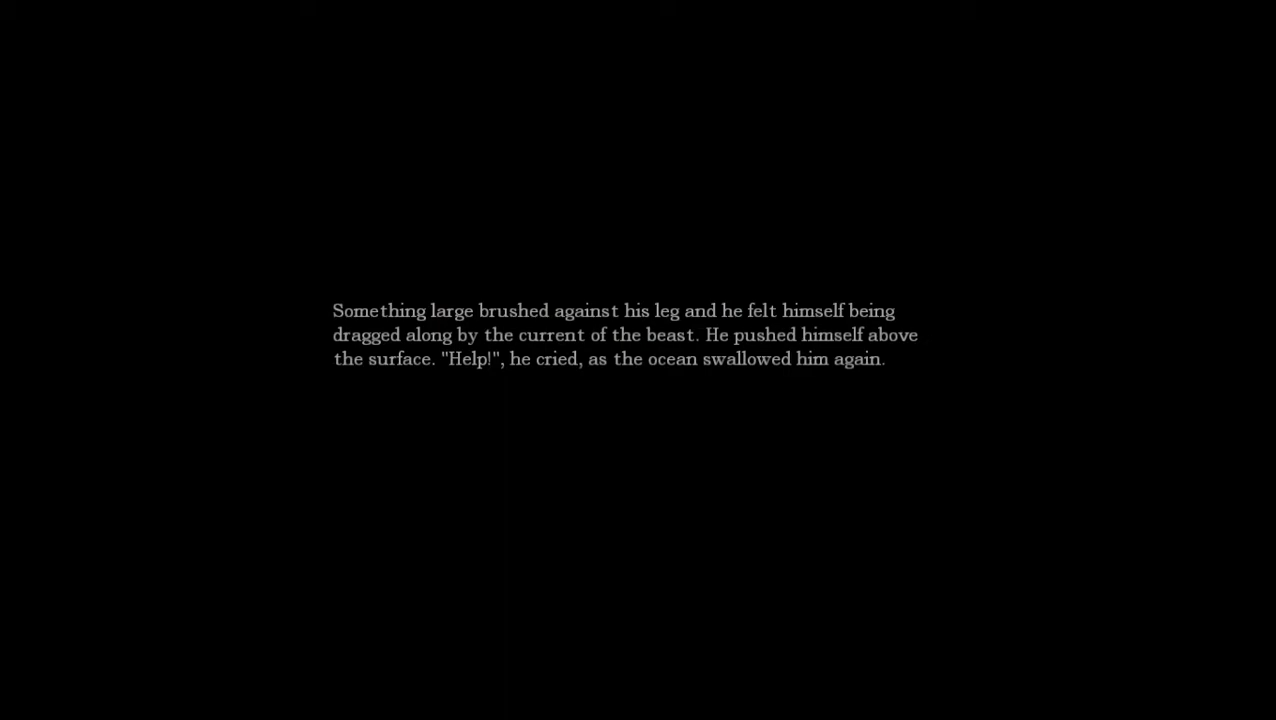 Something large brushed against his leg and he felt himself being
dragged along by the current of the beast. He pushed himself above
the surface. "Help!", he cried, as the ocean swallowed him again.